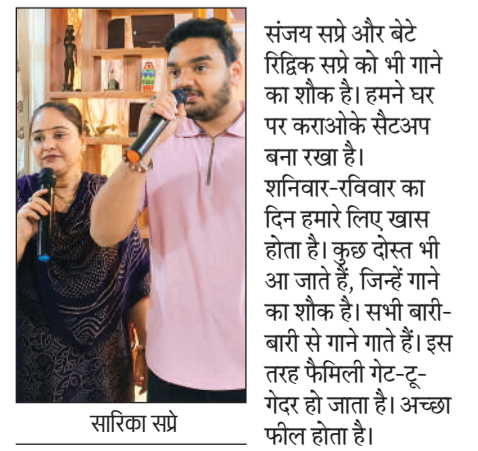 संजय सप्रे और बेटे
रिद्विक सप्रे को भी गाने
का शौक है। हमने घर
पर कराओके सैटअप
बना रखा है।
शनिवार-रविवार का
दिन हमारे लिए खास
होता है। कुछ दोस्त भी
आ जाते हैं, जिन्हें गाने
का शौक है। सभी बारी-
बारी से गाने गाते हैं। इस
तरह फैमिली गेट-टू-
गेदर हो जाता है। अच्छा
फील होता है।
सारिका सप्रे